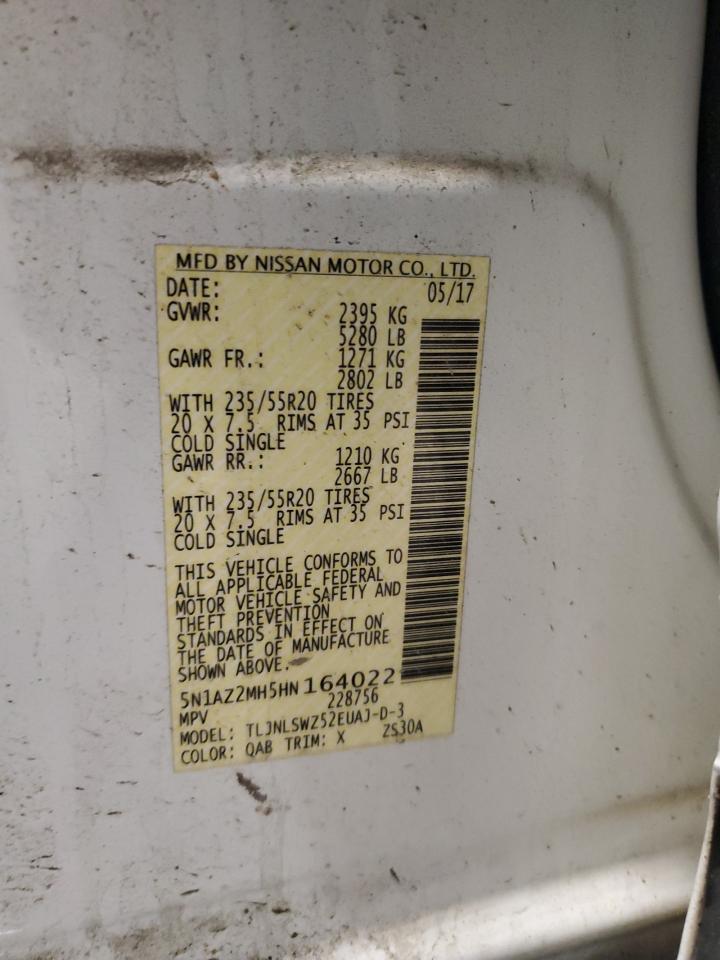 MFD BY NISSAN MOTOR CO., LTD.
DATE: 05/17
GVWR: 2395 KG
5280 LB
GAWR FR.: 1271 KG
2802 LB
WITH 235/55R20 TIRES
20 X 7.5 RIMS AT 35 PSI
COLD SINGLE
GAWR RR.: 1210 KG
2667 LB
WITH 235/55R20 TIRES
20 X 7.5 RIMS AT 35 PSI
COLD SINGLE
THIS VEHICLE CONFORMS TO
ALL APPLICABLE FEDERAL
MOTOR VEHICLE SAFETY AND
THEFT PREVENTION
STANDARDS IN EFFECT ON
THE DATE OF MANUFACTURE
SHOWN ABOVE.
5N1AZ2MH5HN164022
MPV 228756
MODEL: TLJNLSWZ52EUAJ-D-3
COLOR: QAB TRIM: X ZS30A